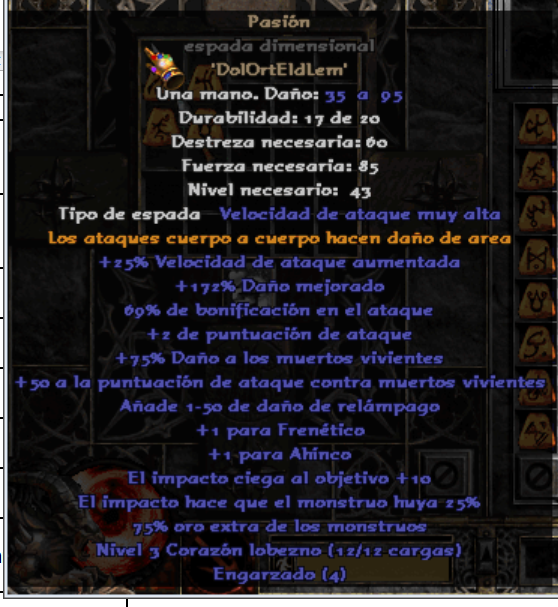 Pasión
espada dimensional
'DolOrtEldLem'
Una mano. Daño: 35 a 95
Durabilidad: 17 de 20
Destreza necesaria: 60
Fuerza necesaria: 85
Nivel necesario: 43
Tipo de espada - Velocidad de ataque muy alta
Los ataques cuerpo a cuerpo hacen daño de area
+25% Velocidad de ataque aumentada
+172% Daño mejorado
69% de bonificación en el ataque
+2 de puntuación de ataque
+75% Daño a los muertos vivientes
+50 a la puntuación de ataque contra muertos vivientes
Añade 1-50 de daño de relámpago
+1 para Frenético
+1 para Ahínco
El impacto ciega al objetivo +10
El impacto hace que el monstruo huya 25%
75% oro extra de los monstruos
Nivel 3 Corazón lobezno (12/12 cargas)
Engarzado (4)